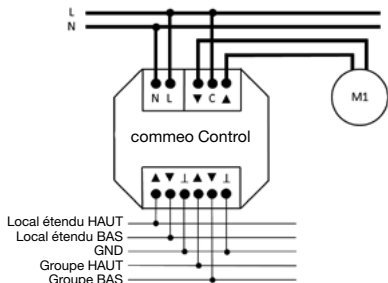 L
N
N L ▼ C ▲
M1
commeo Control
▲ ▼ ⊥ ▲ ▼ ⊥
Local étendu HAUT
Local étendu BAS
GND
Groupe HAUT
Groupe BAS